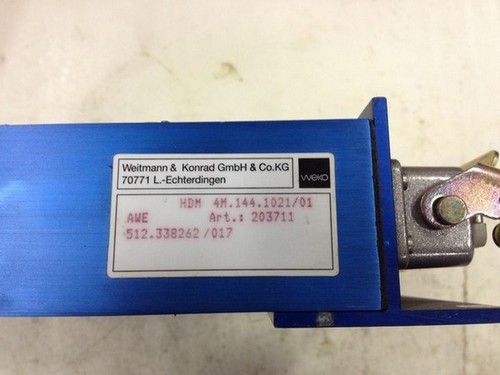 Weitmann & Konrad GmbH & Co.KG
70771 L.-Echterdingen
weko
HDM 4M.144.1021/01
AWE Art.: 203711
512.338262/017